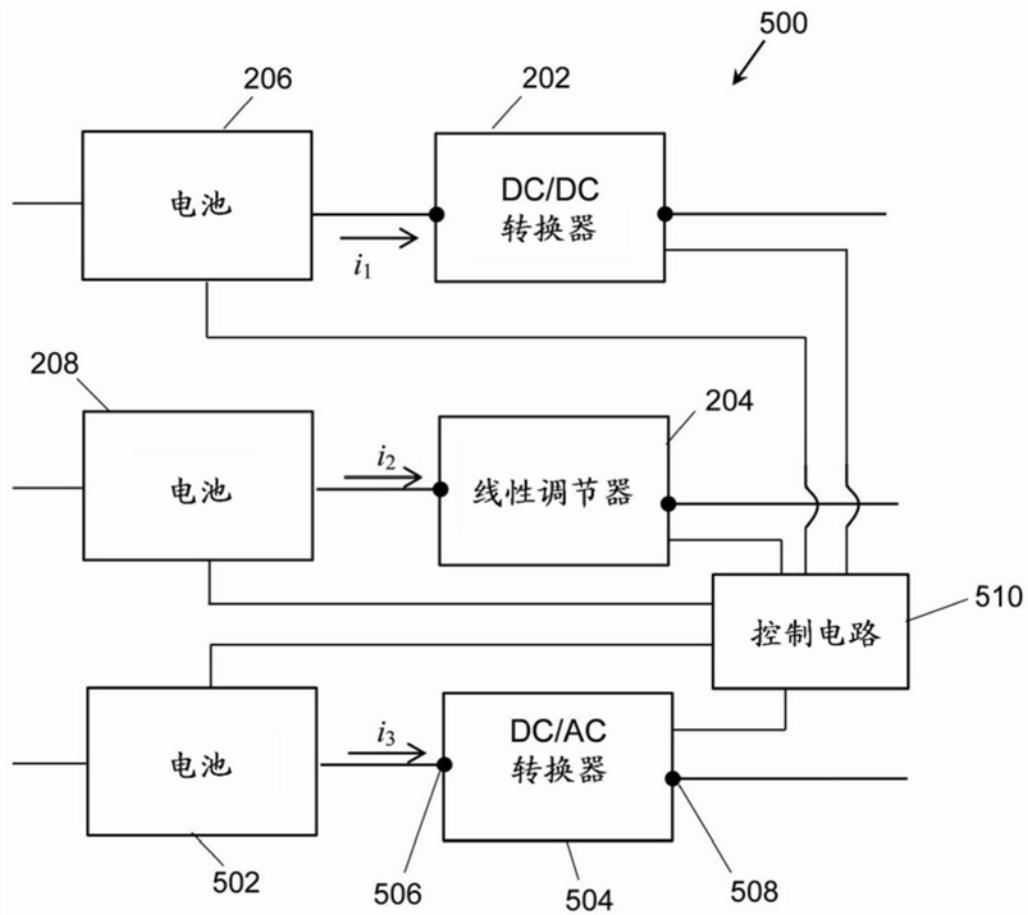 500
206
202
电池
DC/DC
转换器
i1
208
204
电池
i2
线性调节器
510
控制电路
电池
i3
DC/AC
转换器
502
506
504
508